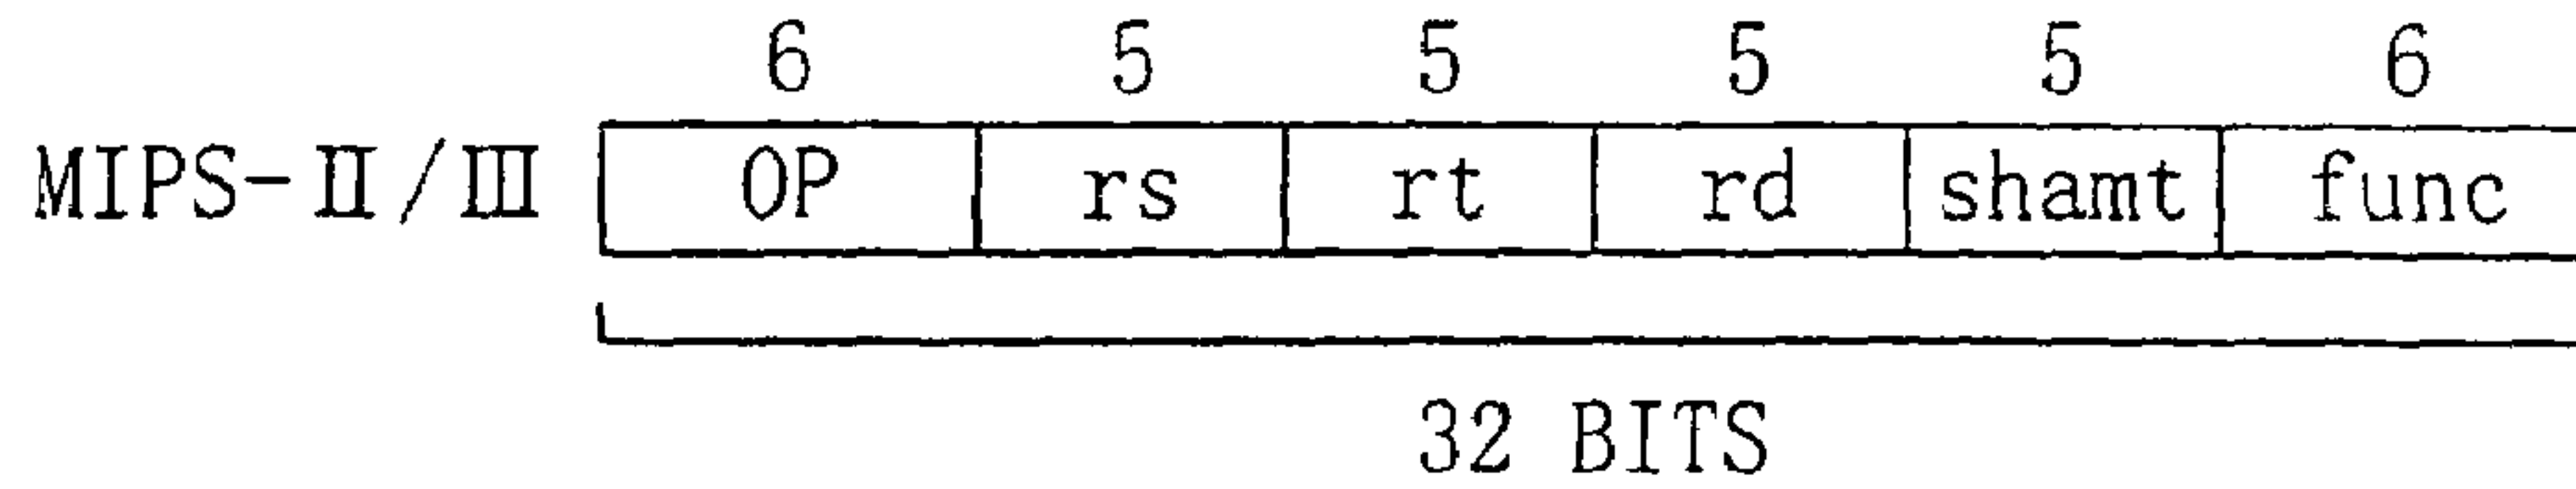 6 5 5 5 5 6
MIPS-Ⅱ/Ⅲ OP rs rt rd shamt func
32 BITS